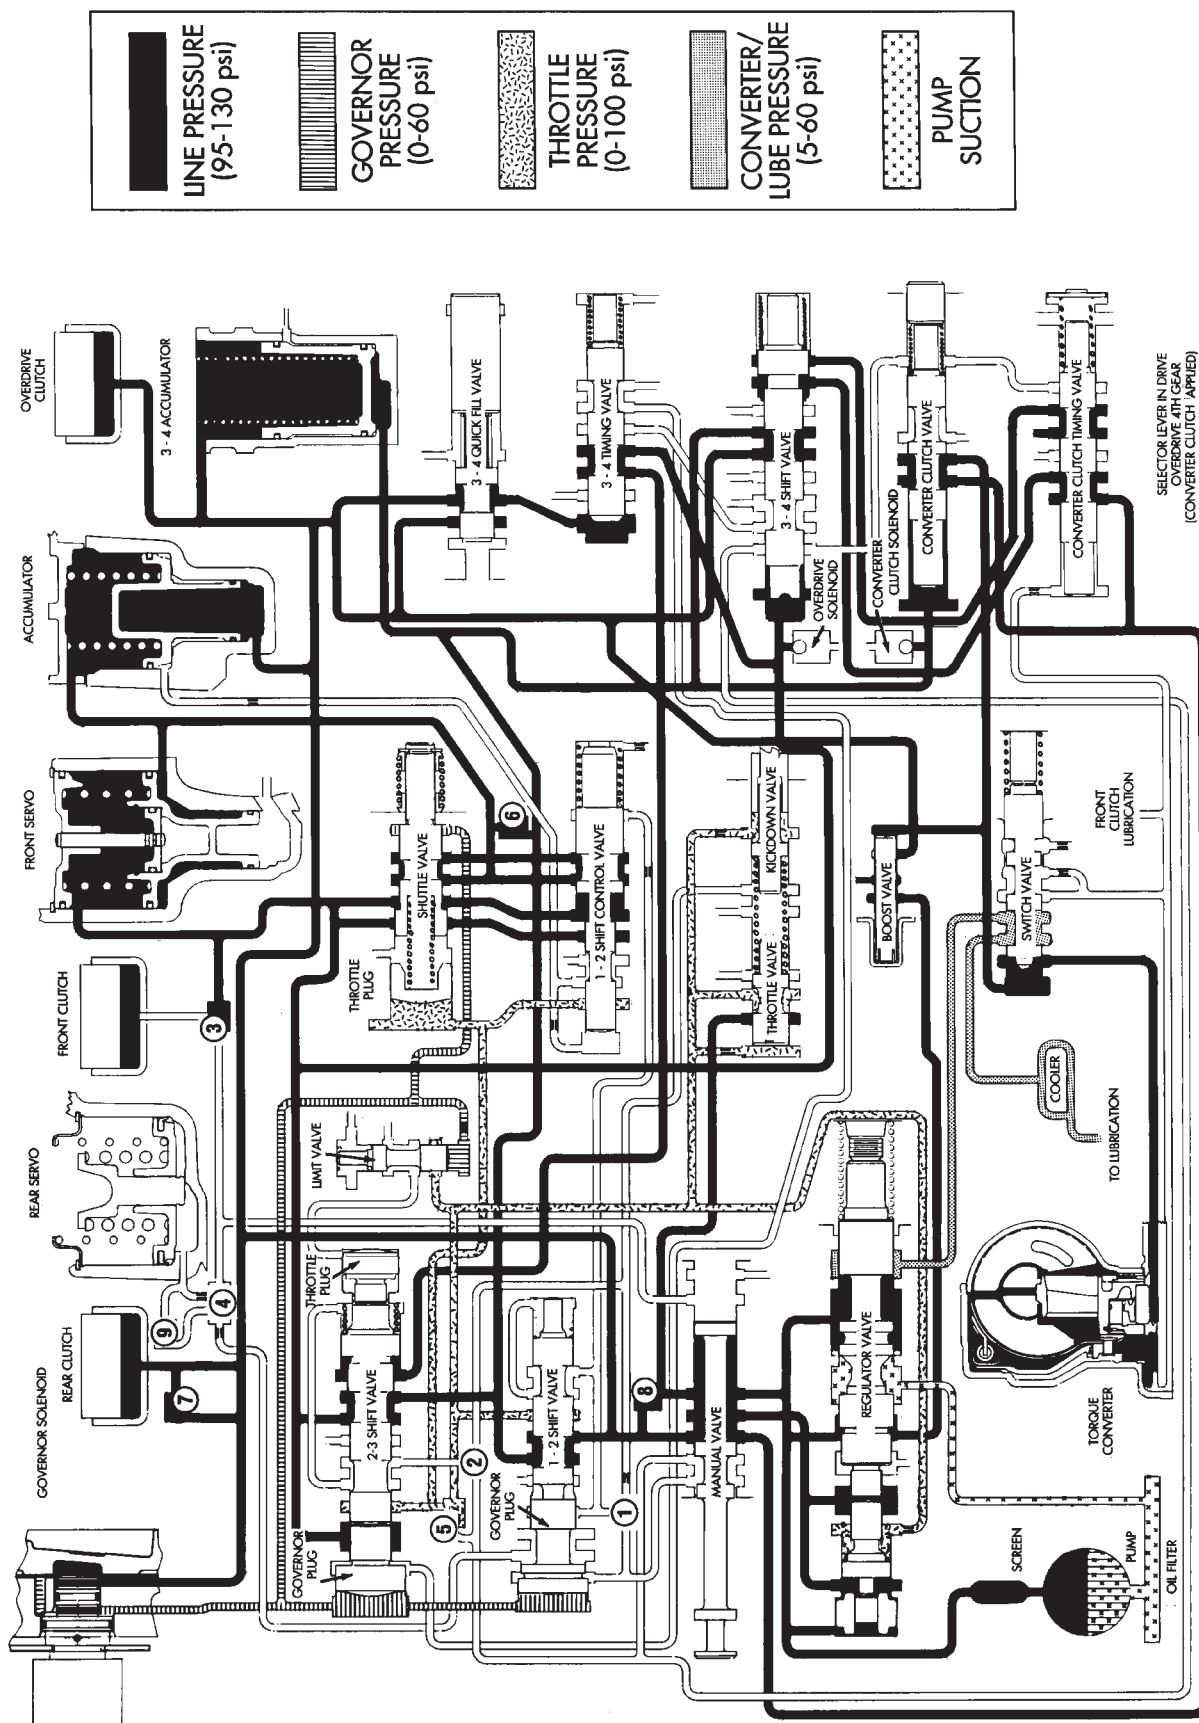 LINE PRESSURE
(95-130 psi)
GOVERNOR
PRESSURE
(0-60 psi)
THROTTLE
PRESSURE
(0-100 psi)
CONVERTER/
LUBE PRESSURE
(5-60 psi)
PUMP
SUCTION
GOVERNOR SOLENOID
REAR CLUTCH
REAR SERVO
FRONT CLUTCH
FRONT SERVO
ACCUMULATOR
OVERDRIVE
CLUTCH
3 - 4 ACCUMULATOR
7
9
4
3
GOVERNOR
PLUG
2-3 SHIFT VALVE
THROTTLE
PLUG
LIMIT VALVE
THROTTLE
PLUG
SHUTTLE VALVE
3 - 4 QUICK FILL VALVE
5
2
6
GOVERNOR
PLUG
1 - 2 SHIFT VALVE
1 - 2 SHIFT CONTROL VALVE
3 - 4 TIMING VALVE
1
8
MANUAL VALVE
THROTTLE VALVE
KICKDOWN VALVE
3 - 4 SHIFT VALVE
OVERDRIVE
SOLENOID
REGULATOR VALVE
BOOST VALVE
CONVERTER
CLUTCH SOLENOID
CONVERTER CLUTCH VALVE
SWITCH VALVE
CONVERTER CLUTCH TIMING VALVE
SCREEN
COOLER
FRONT
CLUTCH
LUBRICATION
TORQUE
CONVERTER
TO LUBRICATION
PUMP
OIL FILTER
SELECTOR LEVER IN DRIVE
OVERDRIVE 4TH GEAR
(CONVERTER CLUTCH APPLIED)